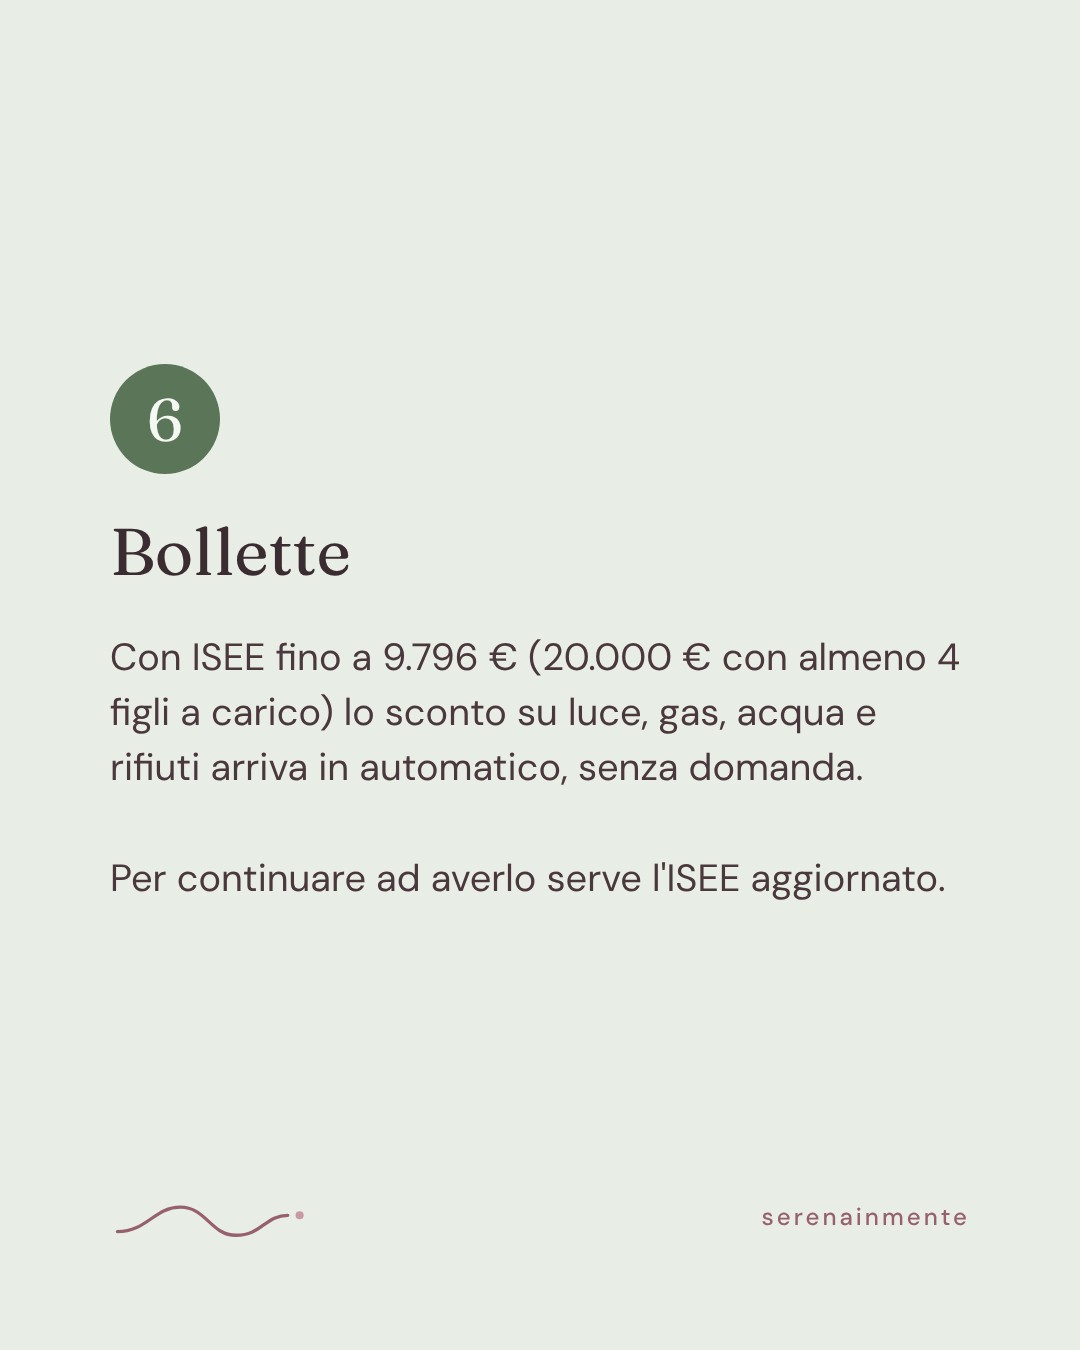 6
Bollette
Con ISEE fino a 9.796 € (20.000 € con almeno 4
figli a carico) lo sconto su luce, gas, acqua e
rifiuti arriva in automatico, senza domanda.
Per continuare ad averlo serve l'ISEE aggiornato.
serenainmente